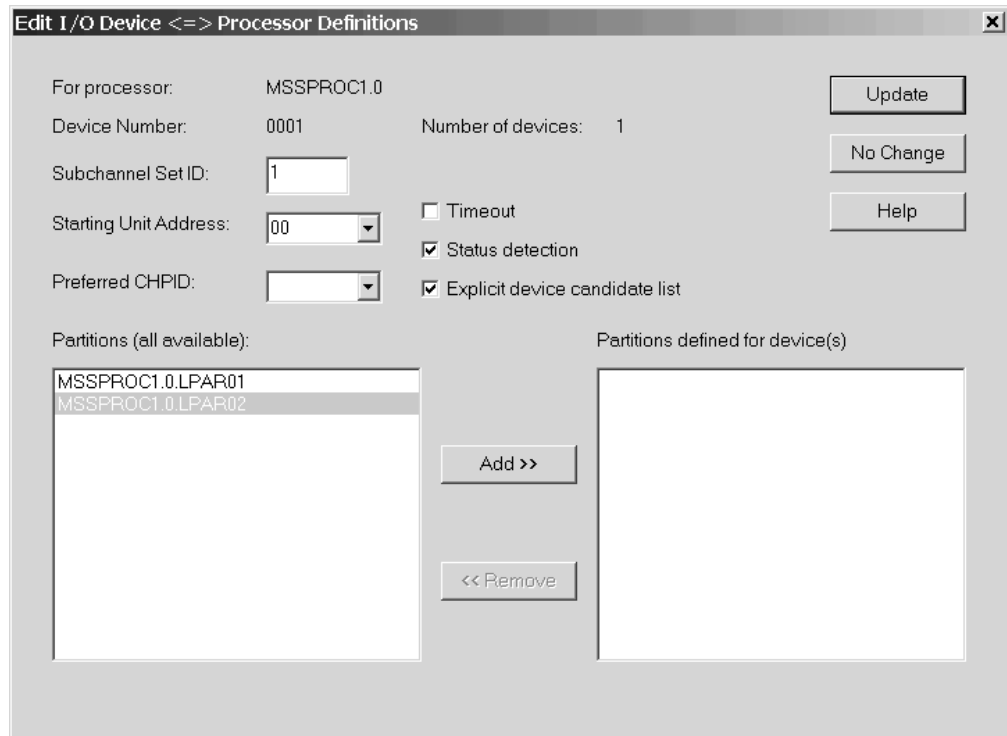 Edit I/O Device <=> Processor Definitions
For processor: MSSPROC1.0
Update
Device Number: 0001 Number of devices: 1
No Change
Subchannel Set ID: 1
Help
Starting Unit Address: 00
Timeout
Status detection
Preferred CHPID:
Explicit device candidate list
Partitions (all available):
Partitions defined for device(s)
MSSPROC1.0.LPAR01
MSSPROC1.0.LPAR02
Add >>
<< Remove